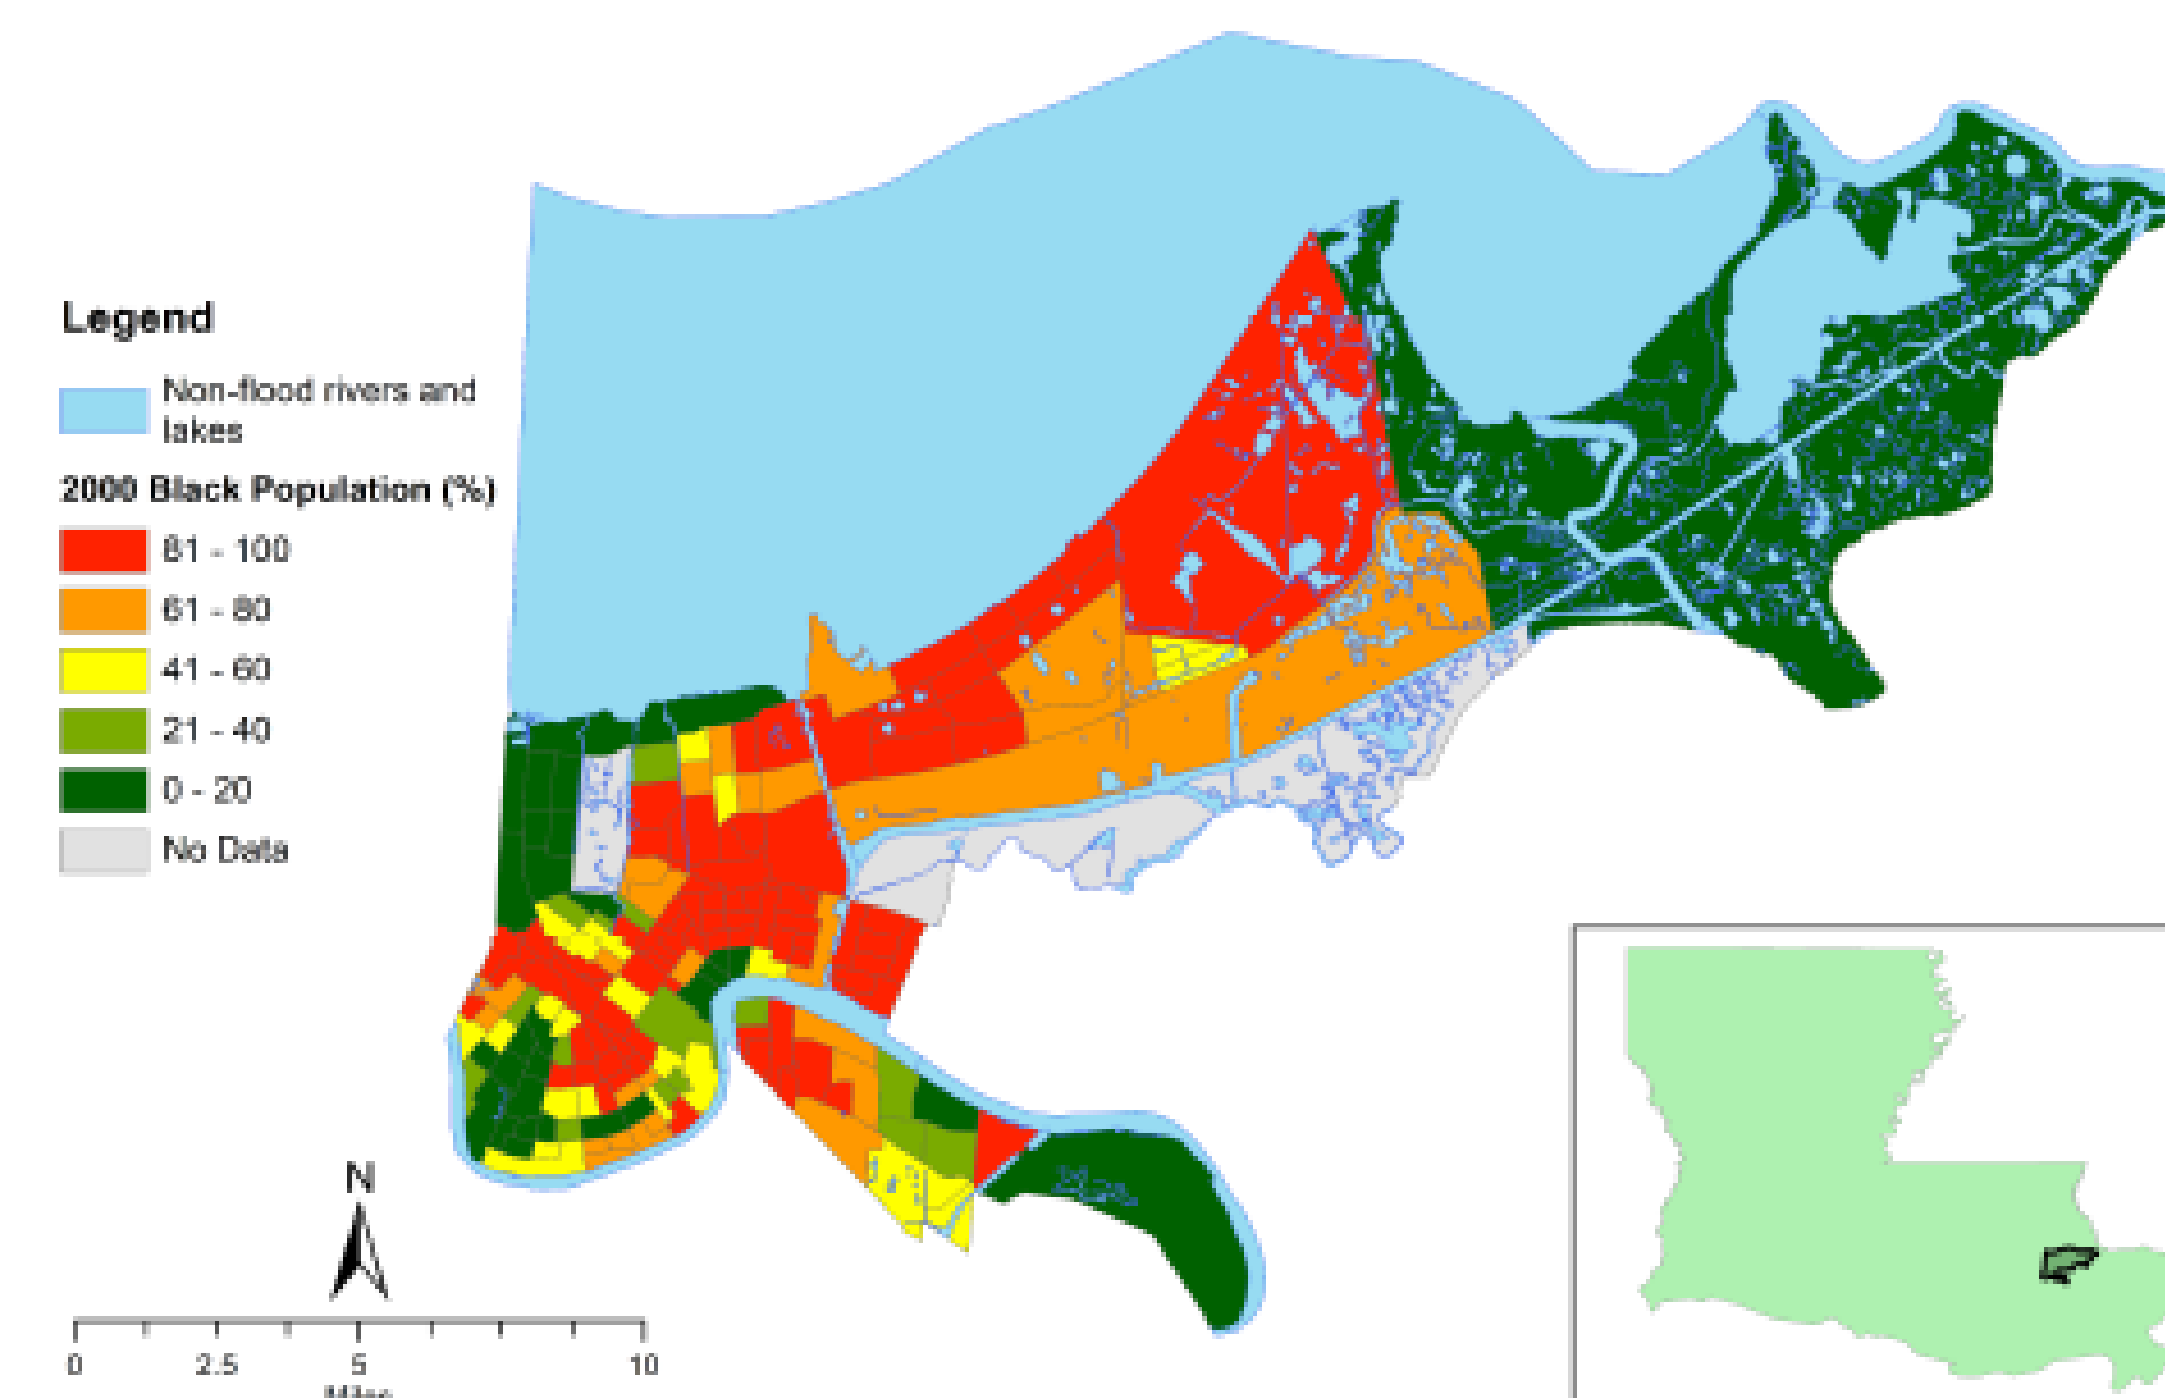 Legend
Non-flood rivers and
lakes
2000 Black Population (%)
81 - 100
61 - 80
41 - 60
21 - 40
0 - 20
No Data
N
0 2.5 5 10
Miles